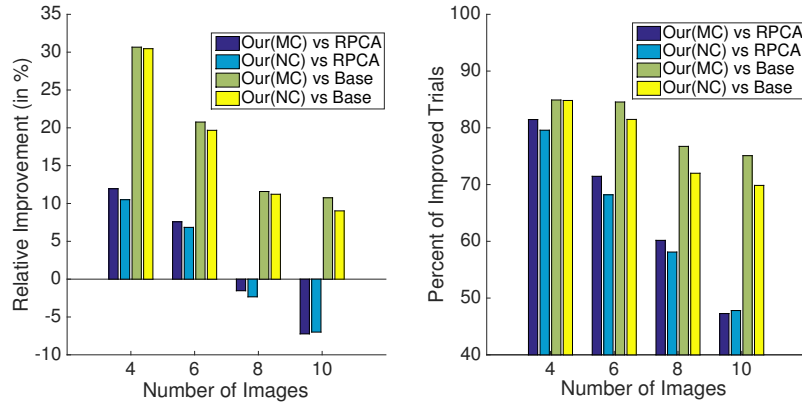 35
30
25
20
15
10
5
0
-5
-10
Relative Improvement (in %)
Our(MC) vs RPCA
Our(NC) vs RPCA
Our(MC) vs Base
Our(NC) vs Base
4 6 8 10
Number of Images
100
90
80
70
60
50
40
Percent of Improved Trials
Our(MC) vs RPCA
Our(NC) vs RPCA
Our(MC) vs Base
Our(NC) vs Base
4 6 8 10
Number of Images